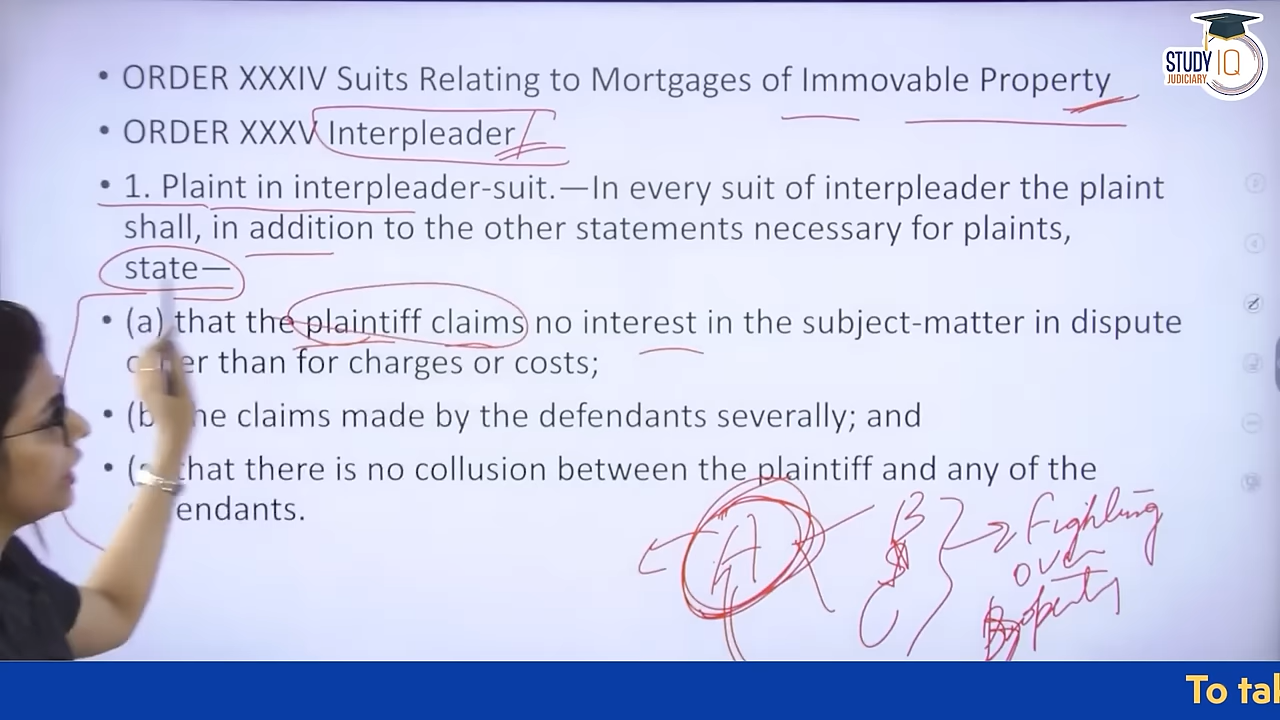 STUDY IQ
JUDICIARY
• ORDER XXXIV Suits Relating to Mortgages of Immovable Property
• ORDER XXXV Interpleader
• 1. Plaint in interpleader-suit.—In every suit of interpleader the plaint
shall, in addition to the other statements necessary for plaints,
state—
• (a) that the plaintiff claims no interest in the subject-matter in dispute
than for charges or costs;
• claims made by the defendants severally; and
• that there is no collusion between the plaintiff and any of the
endants.
A B Fighting
over
C Property
To tal